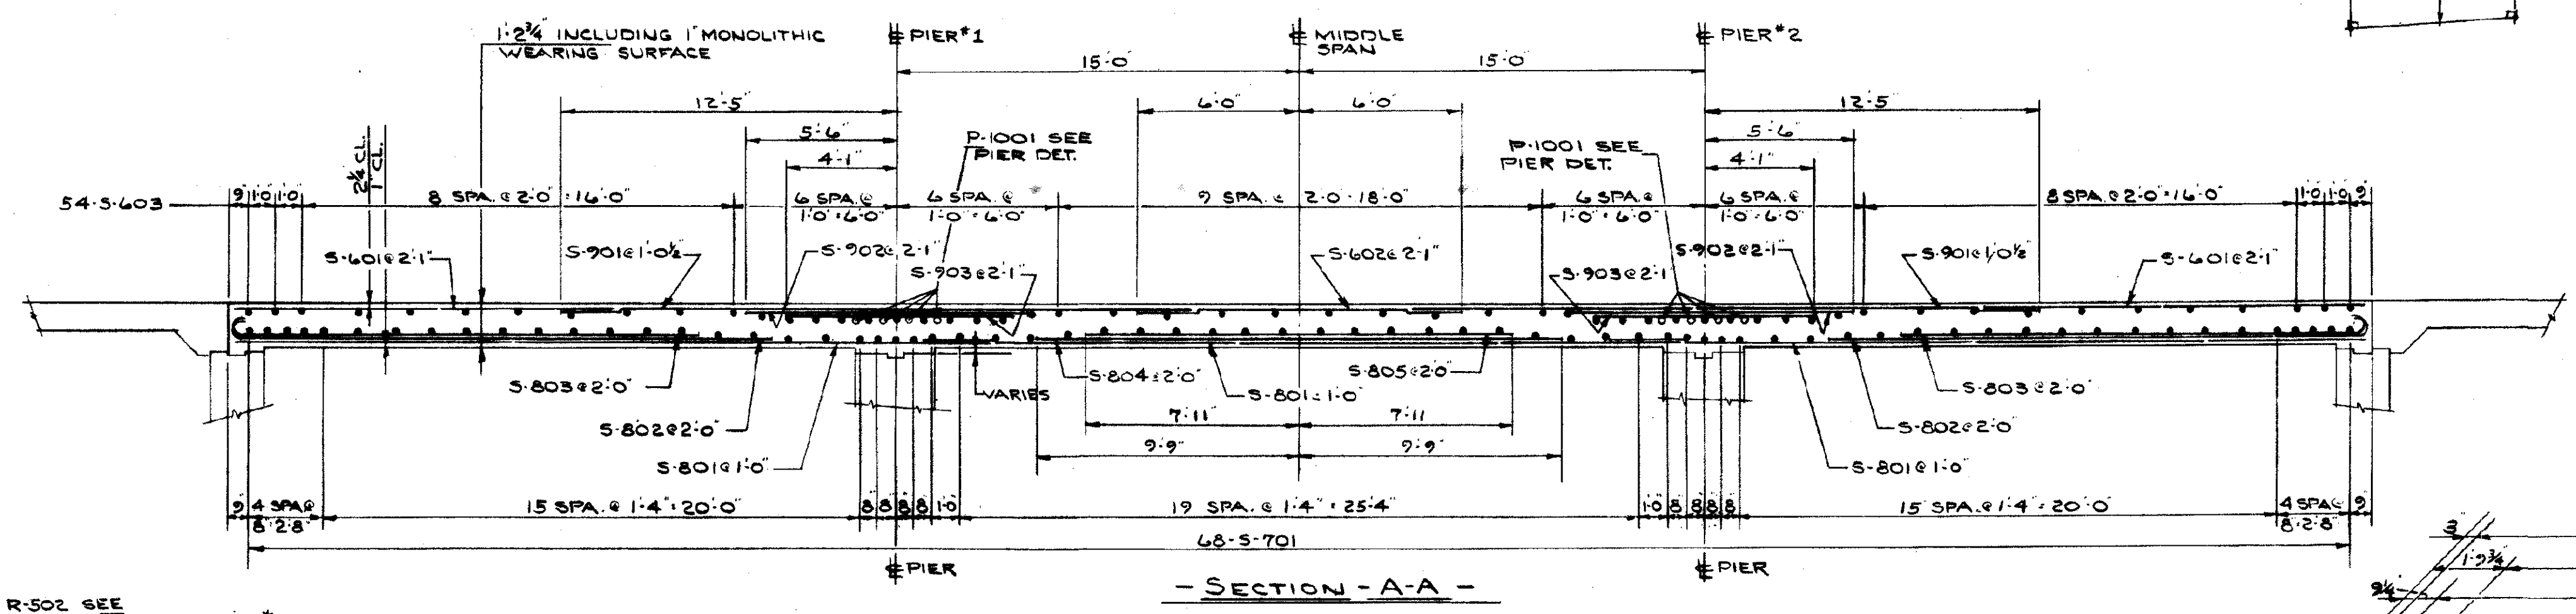 1'-2¾" INCLUDING 1" MONOLITHIC
WEARING SURFACE
℄ PIER #1
℄ MIDDLE
SPAN
℄ PIER #2
15'-0"
15'-0"
12'-5"
6'-0"
6'-0"
12'-5"
5'-6"
5'-6"
P-1001 SEE
PIER DET.
P-1001 SEE
PIER DET.
4'-1"
4'-1"
2¼" CL.
1" CL.
54-S-603
9" 1'-0" 1'-0"
8 SPA. @ 2'-0" = 16'-0"
6 SPA. @
1'-0" = 6'-0"
6 SPA. @
1'-0" = 6'-0"
9 SPA. @ 2'-0" = 18'-0"
6 SPA. @
1'-0" = 6'-0"
6 SPA. @
1'-0" = 6'-0"
8 SPA. @ 2'-0" = 16'-0"
1'-0" 1'-0" 9"
S-601 @ 2'-1"
S-901 @ 1'-0½"
S-902 @ 2'-1"
S-903 @ 2'-1"
S-602 @ 2'-1"
S-903 @ 2'-1"
S-902 @ 2'-1"
S-901 @ 1'-0½"
S-601 @ 2'-1"
S-803 @ 2'-0"
S-802 @ 2'-0"
S-801 @ 1'-0"
VARIES
S-804 = 2'-0"
S-801 = 1'-0"
S-805 @ 2'-0"
S-803 @ 2'-0"
S-802 @ 2'-0"
S-801 @ 1'-0"
7'-11"
7'-11"
9'-9"
9'-9"
9" 4 SPA @
8" = 2'-8"
15 SPA. @ 1'-4" = 20'-0"
8" 8" 8" 8" 1'-0"
19 SPA. @ 1'-4" = 25'-4"
1'-0" 8" 8" 8" 8"
15 SPA. @ 1'-4" = 20'-0"
4 SPA @ 9"
8" = 2'-8"
68-S-701
℄ PIER
℄ PIER
- SECTION - A-A -
R-502 SEE
3"
1'-9¾"
9¼"